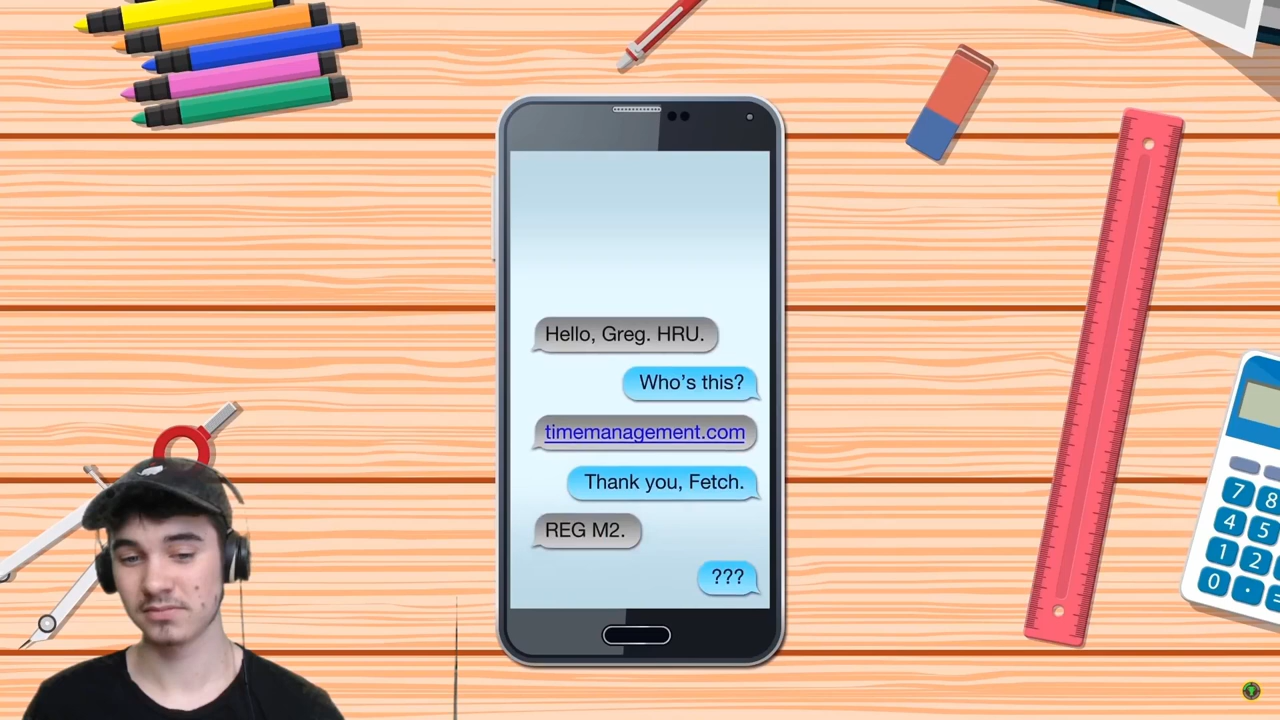 Hello, Greg. HRU.
Who's this?
timemanagement.com
Thank you, Fetch.
REG M2.
???
7 8
4 5
1 2
0 · =